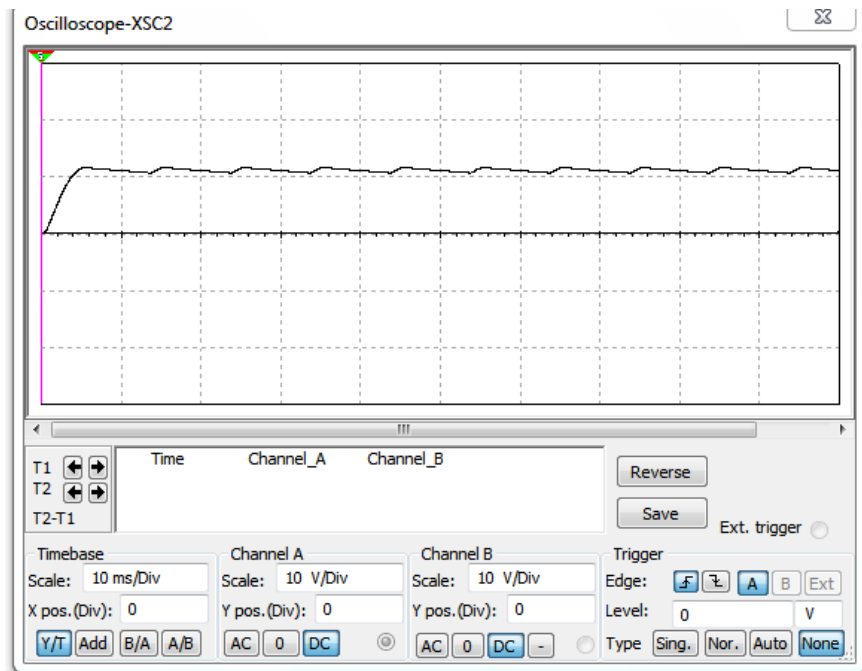 Oscilloscope-XSC2
T1 Time Channel_A Channel_B
T2
T2-T1
Reverse
Save
Ext. trigger
Timebase Channel A Channel B Trigger
Scale: 10 ms/Div Scale: 10 V/Div Scale: 10 V/Div Edge: A B Ext
X pos.(Div): 0 Y pos.(Div): 0 Y pos.(Div): 0 Level: 0 V
Y/T Add B/A A/B AC 0 DC AC 0 DC - Type Sing. Nor. Auto None